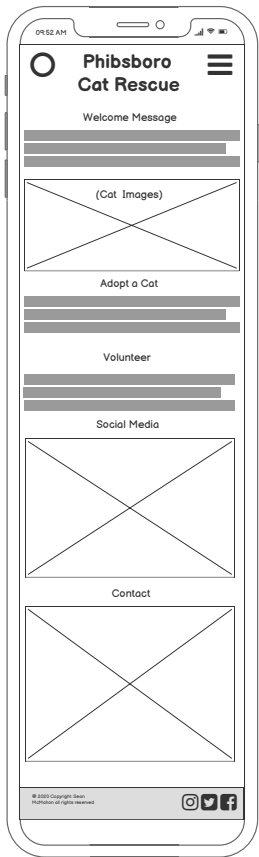 09:52 AM
Phibsboro
Cat Rescue
Welcome Message
(Cat Images)
Adopt a Cat
Volunteer
Social Media
Contact
© 2023 Copyright Sean
McMahon all rights reserved